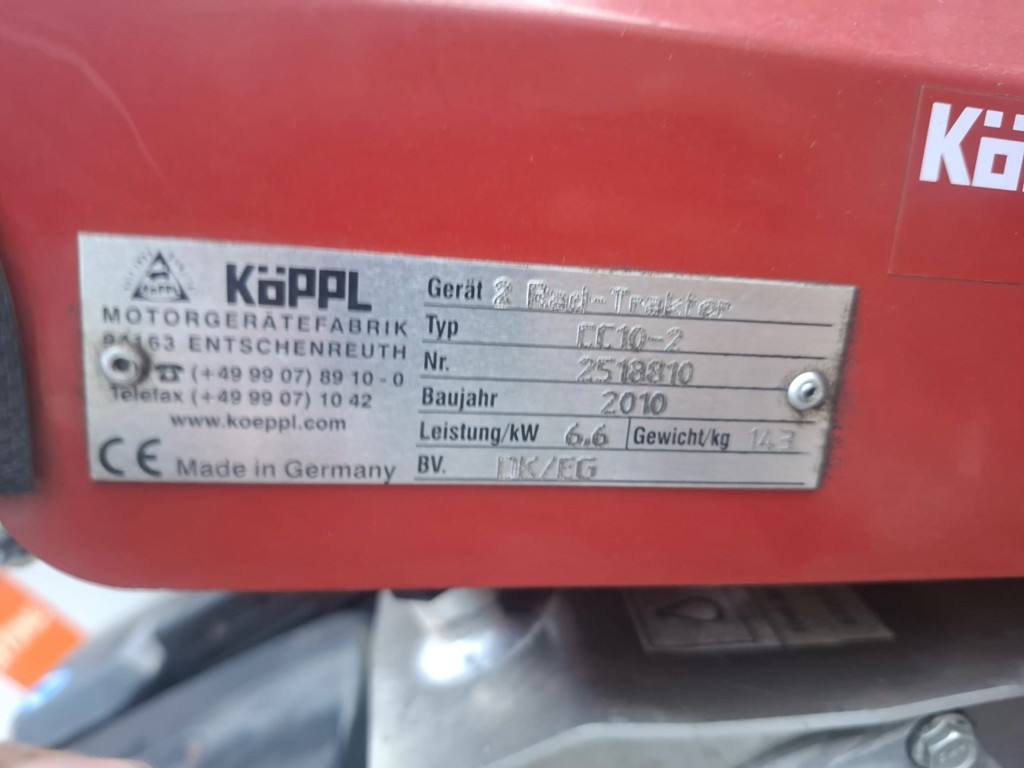 KÖPPL
MOTORGERÄTEFABRIK
94163 ENTSCHENREUTH
☎ (+49 99 07) 89 10 - 0
Telefax (+49 99 07) 10 42
www.koeppl.com
CE Made in Germany
Gerät 2 Rad-Traktor
Typ CC10-2
Nr. 2518810
Baujahr 2010
Leistung/kW 6.6 Gewicht/kg 143
BV. DK/EG
Kö